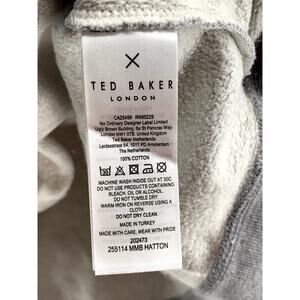 TED BAKER
LONDON
CA25459 RN95229
No Ordinary Designer Label Limited
Ugly Brown Building, 6a St Pancras Way
London NW1 0TB. United Kingdom
Ted Baker Netherlands
Leidsestraat 64, 1017 PD Amsterdam
The Netherlands
100% COTTON
MACHINE WASH INSIDE OUT AT 30C.
DO NOT USE PRODUCTS CONTAINING
BLEACH, OIL OR ALCOHOL.
DO NOT TUMBLE DRY
WARM IRON ON REVERSE USING A
CLOTH.
DO NOT DRY CLEAN.
MADE IN TURKEY
MADE WITH CARE, WEAR WITH PRIDE
202473
255114 MMB HATTON